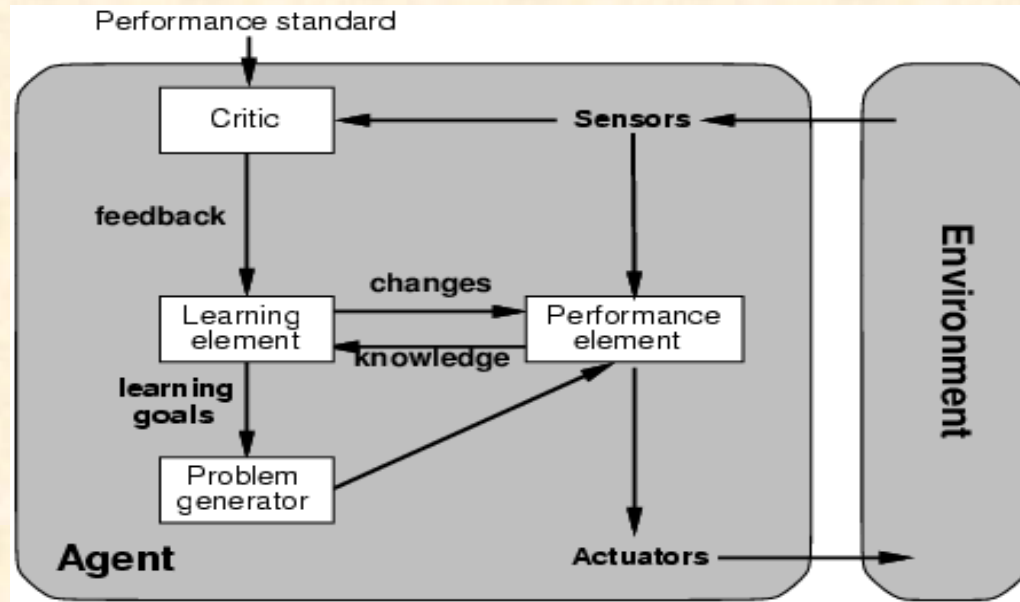 Performance standard
Critic
Sensors
feedback
changes
Learning
element
Performance
element
knowledge
learning
goals
Problem
generator
Agent
Actuators
Environment